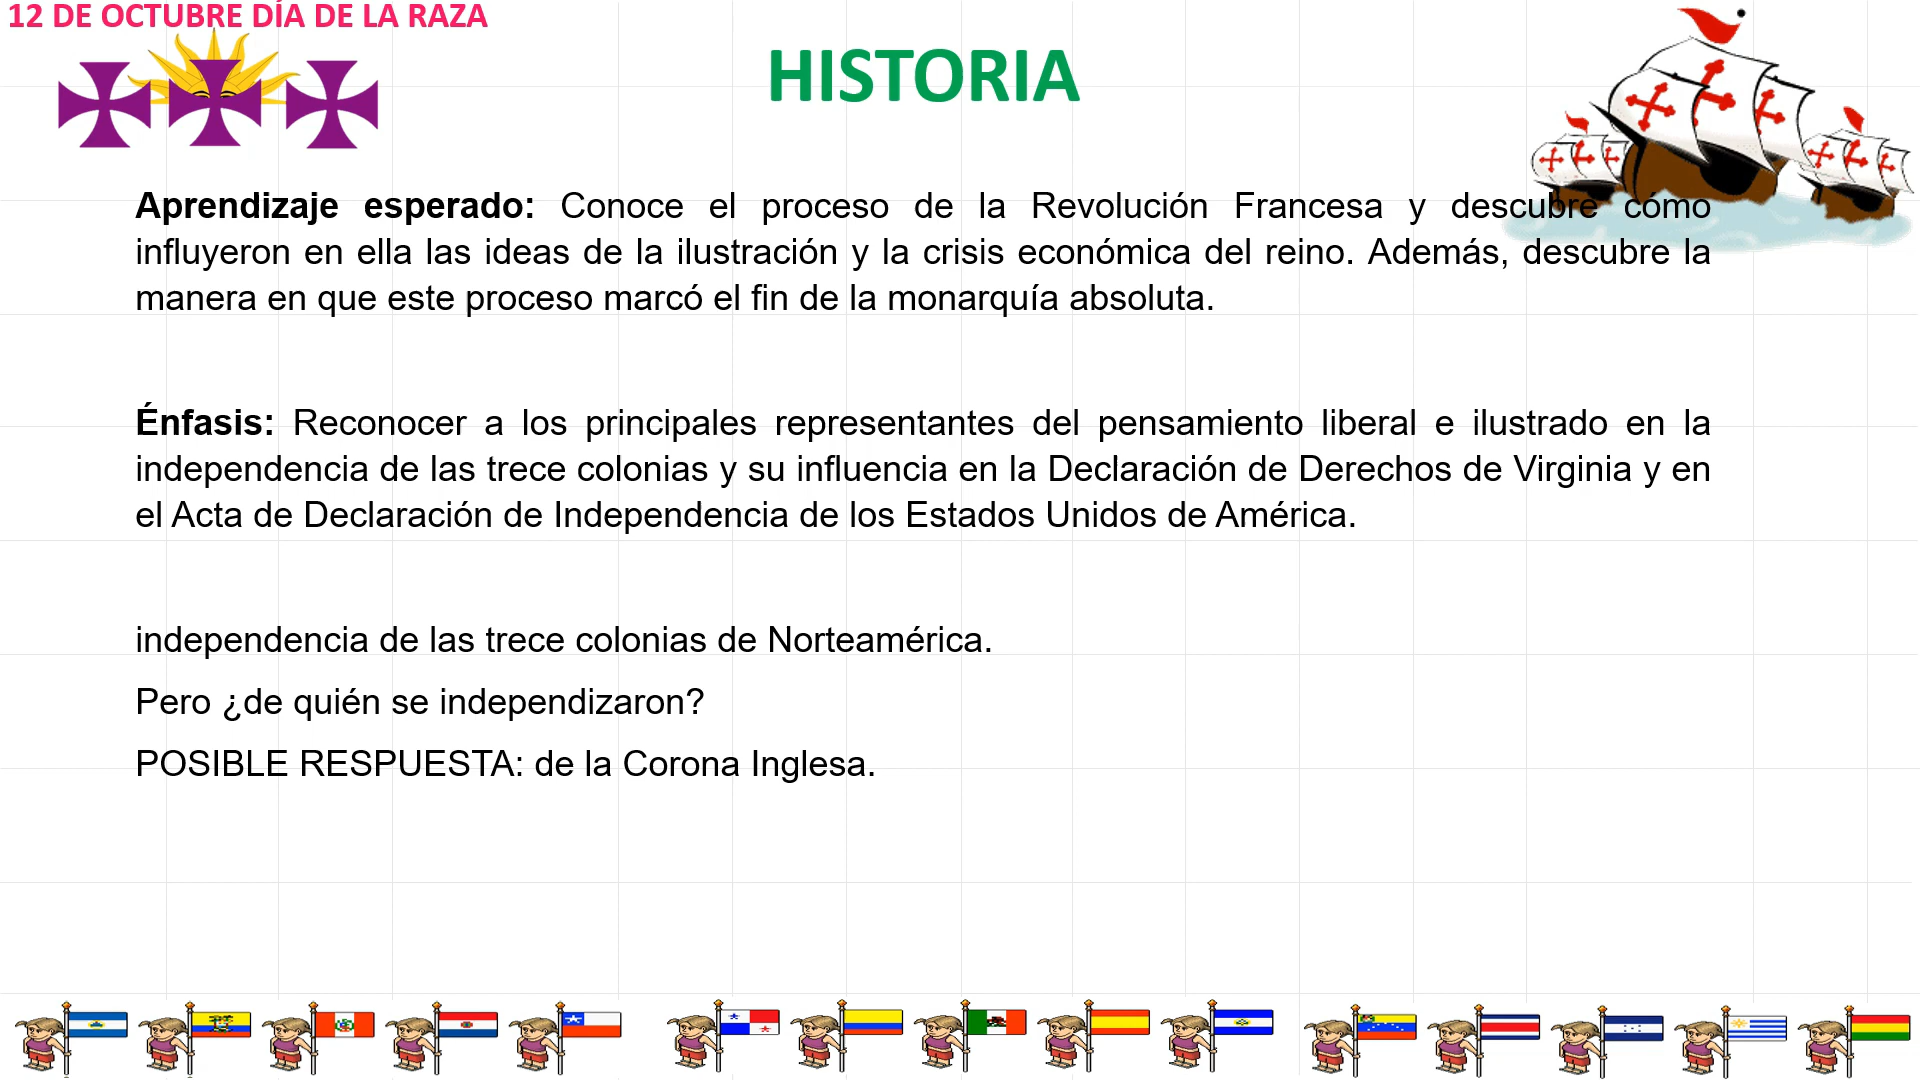 12 DE OCTUBRE DÍA DE LA RAZA
HISTORIA
Aprendizaje esperado: Conoce el proceso de la Revolución Francesa y descubre cómo
influyeron en ella las ideas de la ilustración y la crisis económica del reino. Además, descubre la
manera en que este proceso marcó el fin de la monarquía absoluta.
Énfasis: Reconocer a los principales representantes del pensamiento liberal e ilustrado en la
independencia de las trece colonias y su influencia en la Declaración de Derechos de Virginia y en
el Acta de Declaración de Independencia de los Estados Unidos de América.
independencia de las trece colonias de Norteamérica.
Pero ¿de quién se independizaron?
POSIBLE RESPUESTA: de la Corona Inglesa.